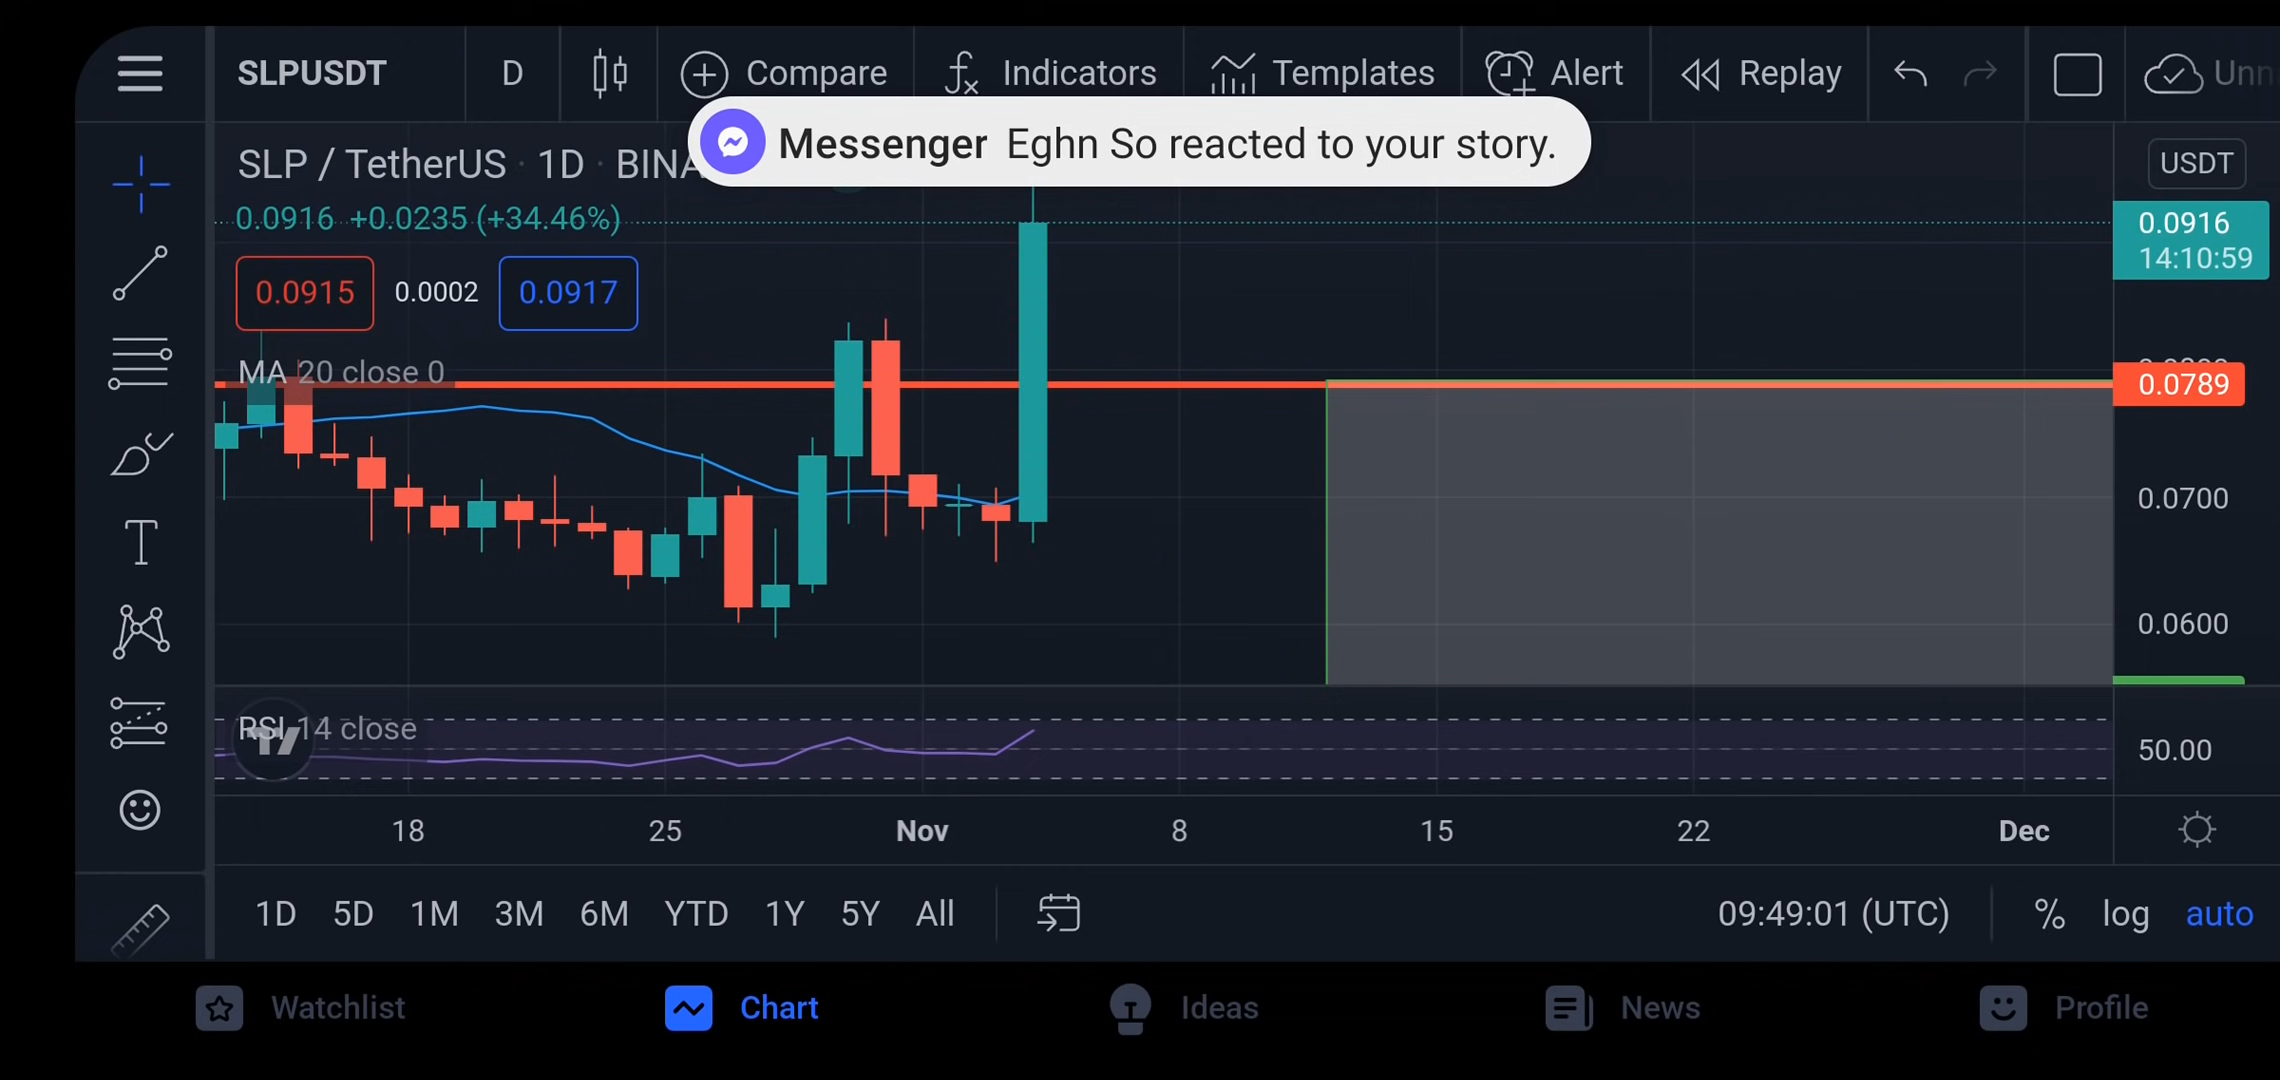 SLPUSDT D Compare Indicators Templates Alert Replay
Messenger Eghn So reacted to your story.
SLP / TetherUS · 1D
USDT
0.0916 +0.0235 (+34.46%)
0.0916
14:10:59
0.0915 0.0002 0.0917
MA 20 close 0
0.0789
0.0700
0.0600
RSI 14 close
50.00
18 25 Nov 8 15 22 Dec
1D 5D 1M 3M 6M YTD 1Y 5Y All 09:49:01 (UTC) % log auto
Watchlist Chart Ideas News Profile